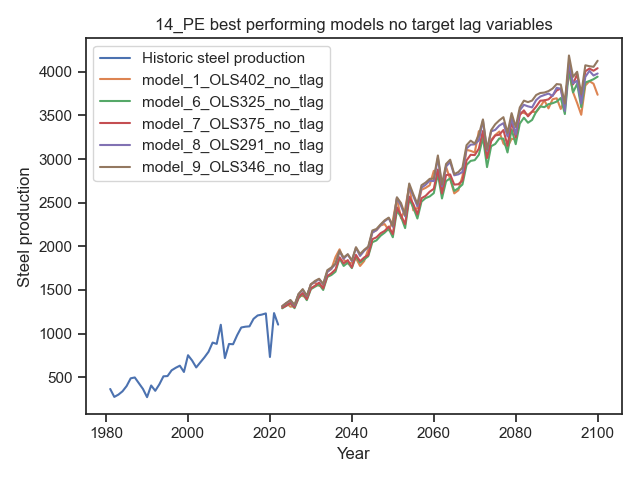 14_PE best performing models no target lag variables
Historic steel production
model_1_OLS402_no_tlag
model_6_OLS325_no_tlag
model_7_OLS375_no_tlag
model_8_OLS291_no_tlag
model_9_OLS346_no_tlag
Steel production
4000
3500
3000
2500
2000
1500
1000
500
1980 2000 2020 2040 2060 2080 2100
Year